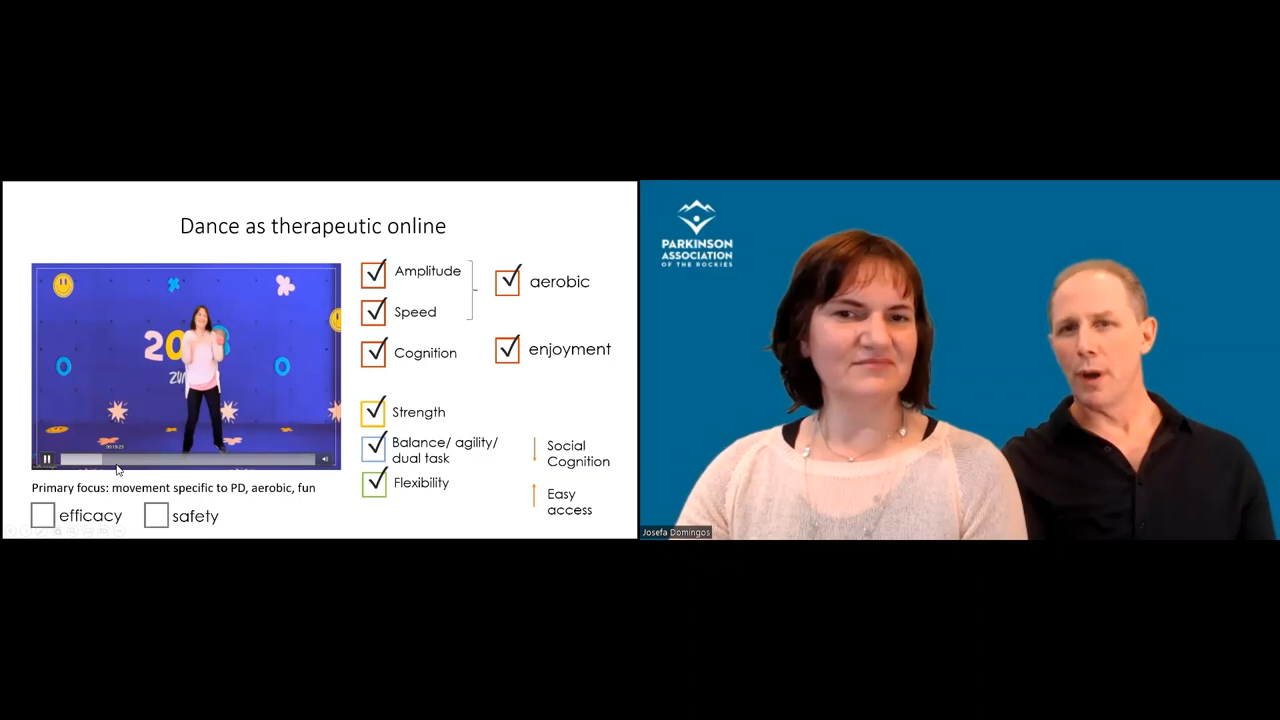 Dance as therapeutic online
Amplitude
Speed
Cognition
aerobic
enjoyment
Strength
Balance/ agility/
dual task
Flexibility
Social
Cognition
Easy
access
Primary focus: movement specific to PD, aerobic, fun
efficacy
safety
PARKINSON
ASSOCIATION
OF THE ROCKIES
Josefa Domingos